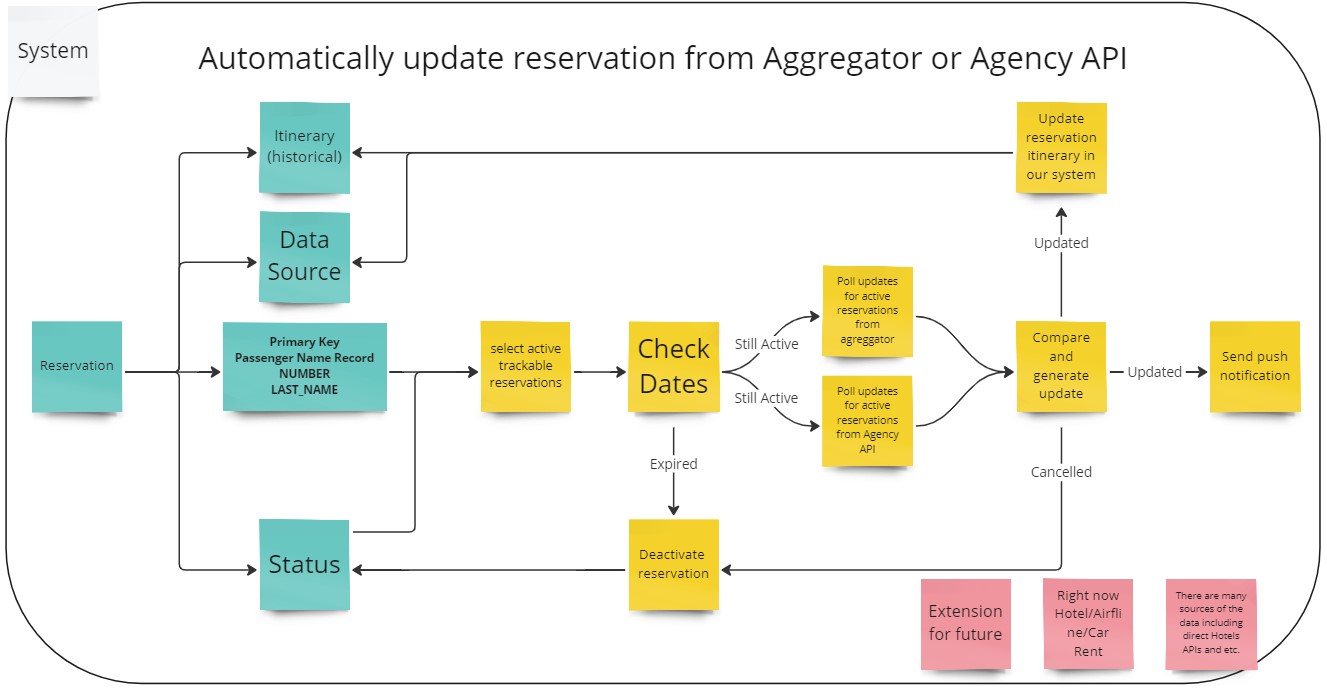 System
Automatically update reservation from Aggregator or Agency API
Itinerary
(historical)
Update
reservation
itinerary in
our system
Data
Source
Updated
Reservation
Primary Key
Passenger Name Record
NUMBER
LAST_NAME
select active
trackable
reservations
Check
Dates
Still Active
Still Active
Poll updates
for active
reservations
from
agreggator
Poll updates
for active
reservations
from Agency
API
Compare
and
generate
update
Updated
Send push
notification
Expired
Cancelled
Status
Deactivate
reservation
Extension
for future
Right now
Hotel/Airfli
ne/Car
Rent
There are many
sources of the
data including
direct Hotels
APIs and etc.